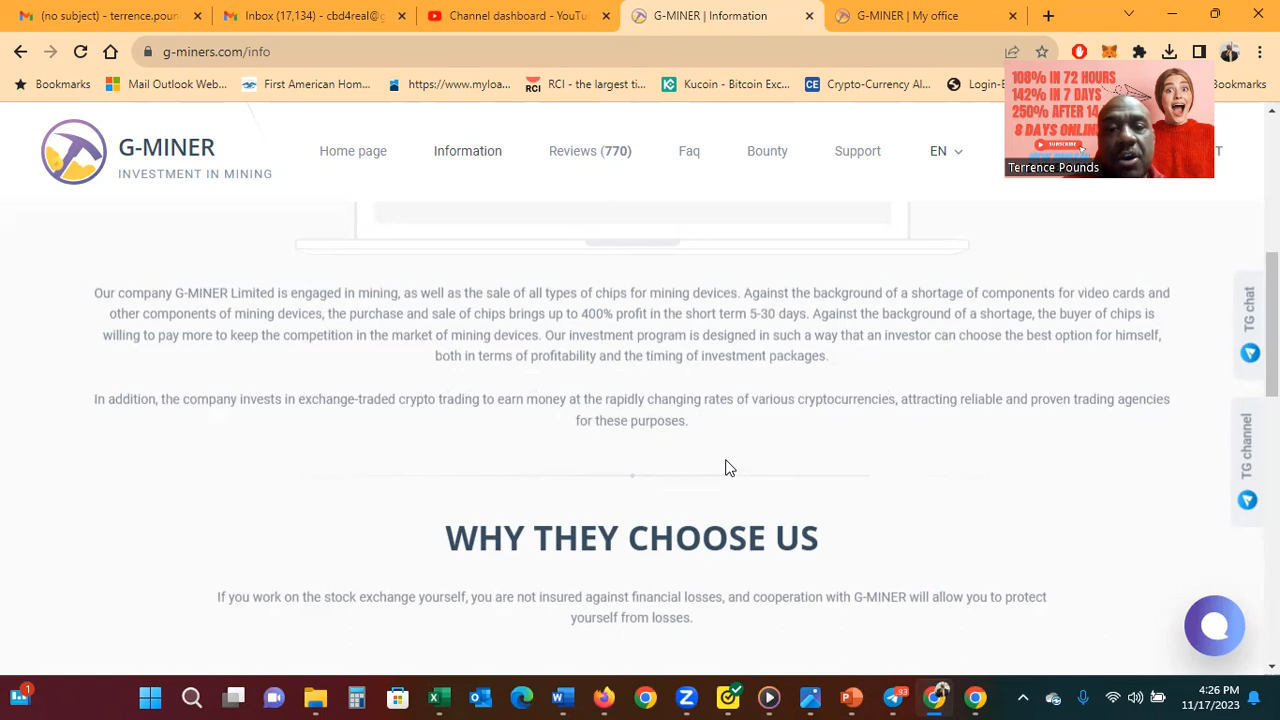 (no subject) - terrence.poun
Inbox (17,134) - cbd4real@g
Channel dashboard - YouTu
G-MINER | Information
G-MINER | My office
g-miners.com/info
Bookmarks
Mail Outlook Web...
First American Hom...
https://www.myloa...
RCI - the largest ti...
Kucoin - Bitcoin Exc...
Crypto-Currency Al...
Login-
Bookmarks
108% IN 72 HOURS
142% IN 7 DAYS
250% AFTER 14
8 DAYS ONLIN
SUBSCRIBE
Terrence Pounds
G-MINER
INVESTMENT IN MINING
Home page
Information
Reviews (770)
Faq
Bounty
Support
EN
T
Our company G-MINER Limited is engaged in mining, as well as the sale of all types of chips for mining devices. Against the background of a shortage of components for video cards and
other components of mining devices, the purchase and sale of chips brings up to 400% profit in the short term 5-30 days. Against the background of a shortage, the buyer of chips is
willing to pay more to keep the competition in the market of mining devices. Our investment program is designed in such a way that an investor can choose the best option for himself,
both in terms of profitability and the timing of investment packages.
In addition, the company invests in exchange-traded crypto trading to earn money at the rapidly changing rates of various cryptocurrencies, attracting reliable and proven trading agencies
for these purposes.
TG chat
TG channel
WHY THEY CHOOSE US
If you work on the stock exchange yourself, you are not insured against financial losses, and cooperation with G-MINER will allow you to protect
yourself from losses.
1
93
4:26 PM
11/17/2023